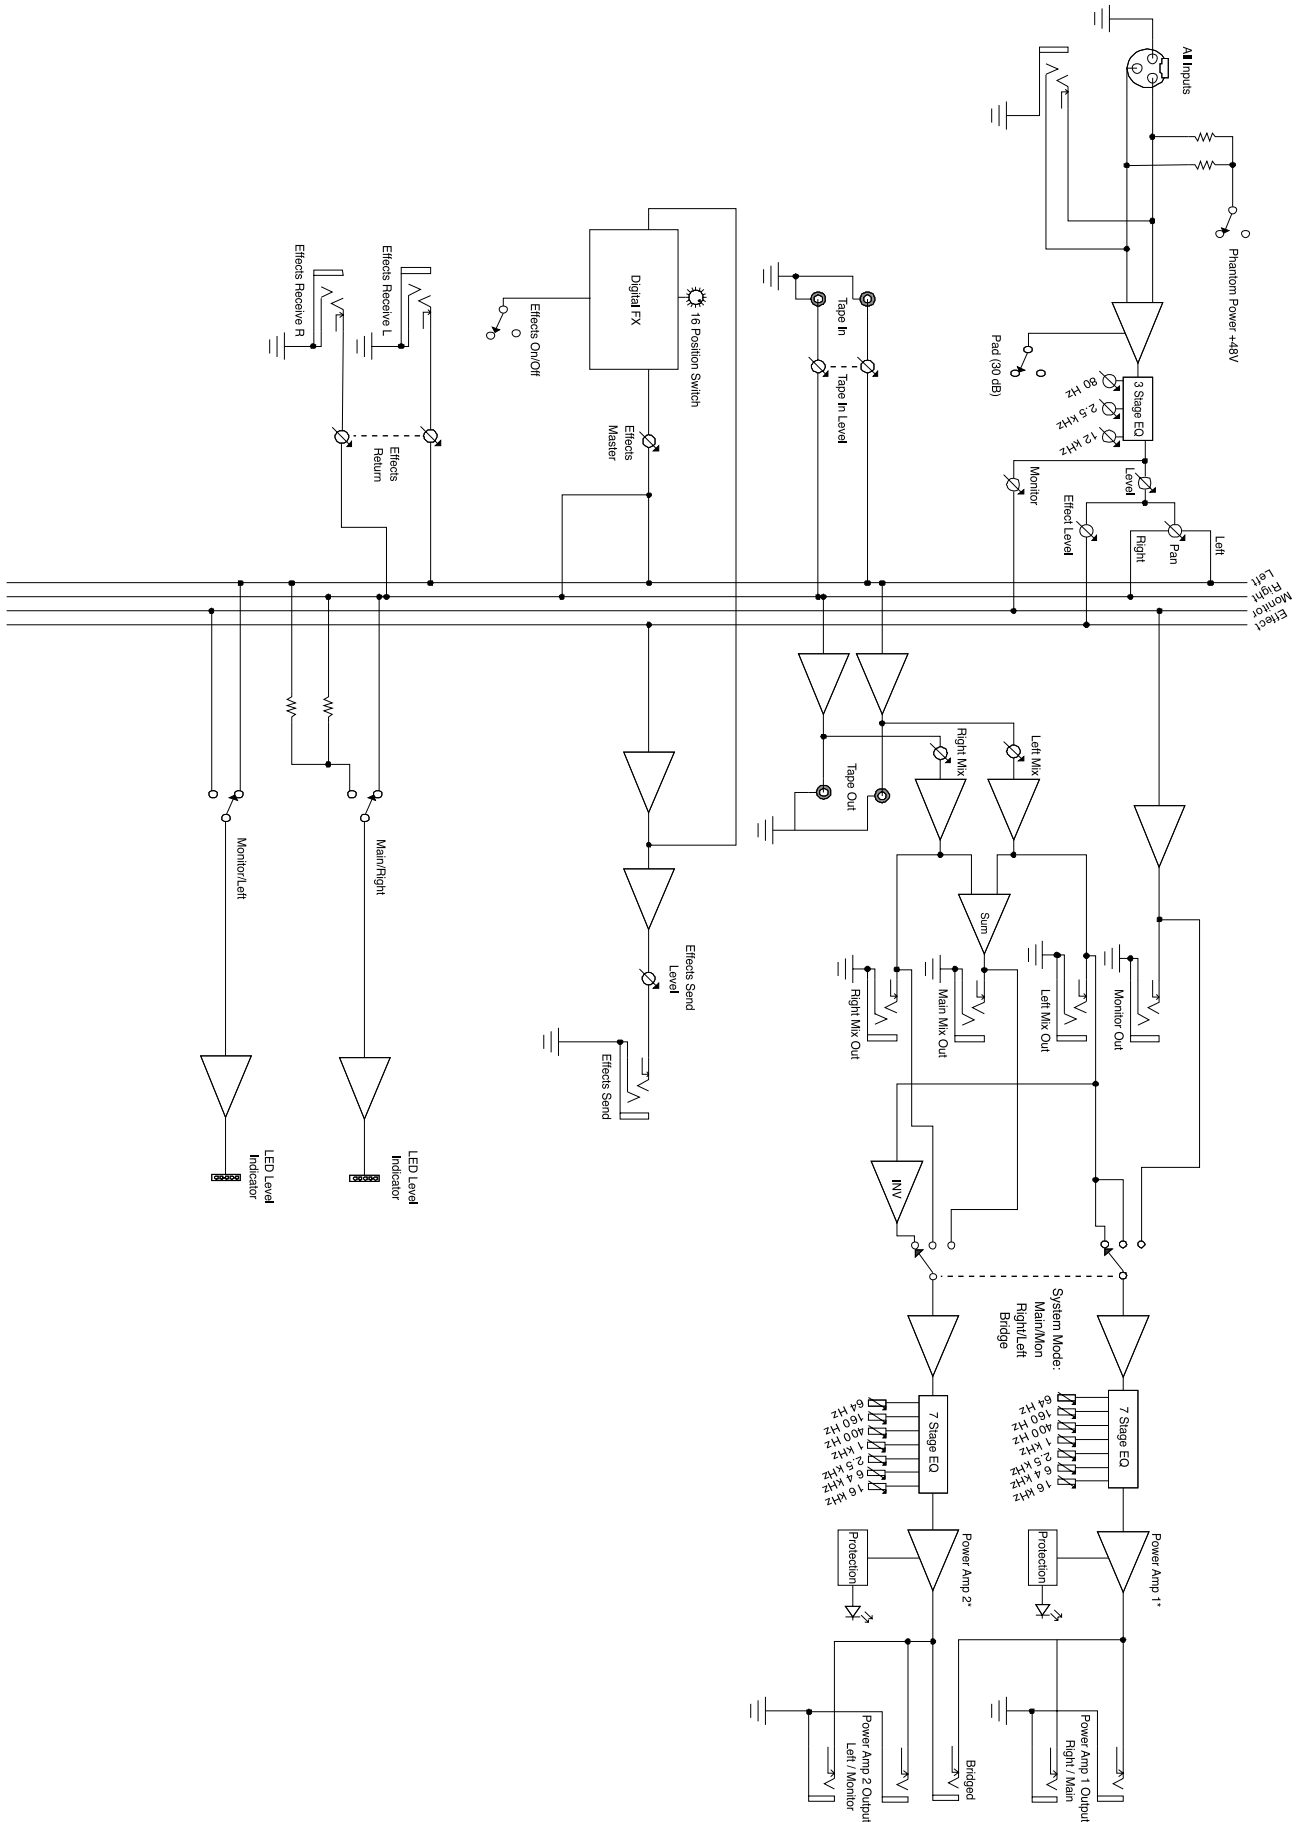 All Inputs
Phantom Power +48V
Pad (30 dB)
3 Stage EQ
80 Hz
2.5 kHz
12 kHz
Monitor
Level
Effect Level
Pan
Left
Right
Tape In
Tape In Level
16 Position Switch
Digital FX
Effects On/Off
Effects
Master
Effects Receive L
Effects Receive R
Effects
Return
Left
Right
Monitor
Effect
Left Mix
Right Mix
Tape Out
Sum
Monitor Out
Left Mix Out
Main Mix Out
Right Mix Out
INV
System Mode:
Main/Mon
Right/Left
Bridge
7 Stage EQ
64 Hz
160 Hz
400 Hz
1 kHz
2.5 kHz
6.4 kHz
16 kHz
7 Stage EQ
64 Hz
160 Hz
400 Hz
1 kHz
2.5 kHz
6.4 kHz
16 kHz
Power Amp 1*
Protection
Power Amp 2*
Protection
Power Amp 1 Output
Right / Main
Bridged
Power Amp 2 Output
Left / Monitor
Effects Send
Level
Effects Send
Main/Right
Monitor/Left
LED Level
Indicator
LED Level
Indicator